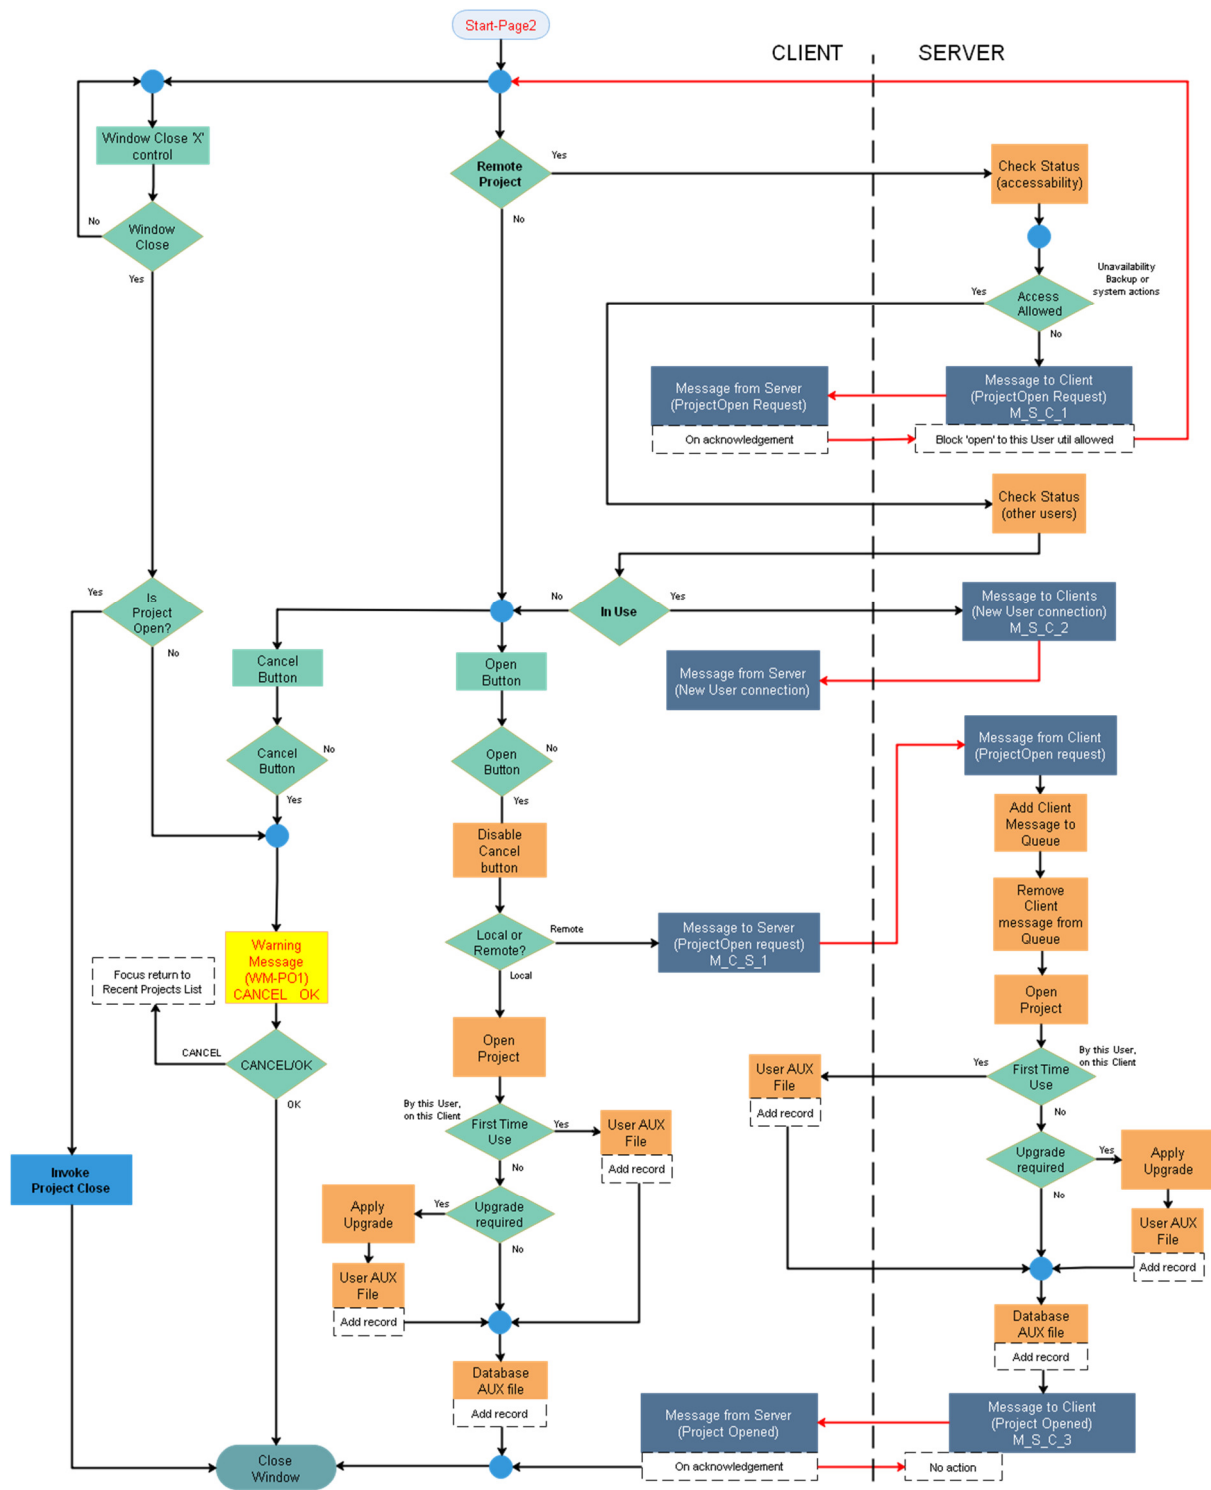 Start-Page2
CLIENT
SERVER
Window Close 'X'
control
Remote
Project
Yes
No
Check Status
(accessability)
No
Window
Close
Yes
Unavailability
Backup or
system actions
Yes
Access
Allowed
No
Message from Server
(ProjectOpen Request)
On acknowledgement
Message to Client
(ProjectOpen Request)
M_S_C_1
Block 'open' to this User util allowed
Check Status
(other users)
Yes
Is
Project
Open?
No
No
In Use
Yes
Message to Clients
(New User connection)
M_S_C_2
Cancel
Button
Open
Button
Message from Server
(New User connection)
Cancel
Button
No
Yes
Open
Button
No
Yes
Message from Client
(ProjectOpen request)
Disable
Cancel
button
Add Client
Message to
Queue
Remove
Client
message from
Queue
Local or
Remote?
Remote
Local
Message to Server
(ProjectOpen request)
M_C_S_1
Warning
Message
(WM-PO1)
CANCEL OK
Focus return to
Recent Projects List
Open
Project
Open
Project
CANCEL
CANCEL/OK
OK
By this User,
on this Client
First Time
Use
Yes
No
User AUX
File
Add record
User AUX
File
Add record
Yes
First Time
Use
By this User,
on this Client
No
Invoke
Project Close
Upgrade
required
Yes
No
Apply
Upgrade
Apply
Upgrade
Yes
Upgrade
required
No
User AUX
File
Add record
User AUX
File
Add record
Database
AUX file
Add record
Database
AUX file
Add record
Message from Server
(Project Opened)
On acknowledgement
Message to Client
(Project Opened)
M_S_C_3
No action
Close
Window